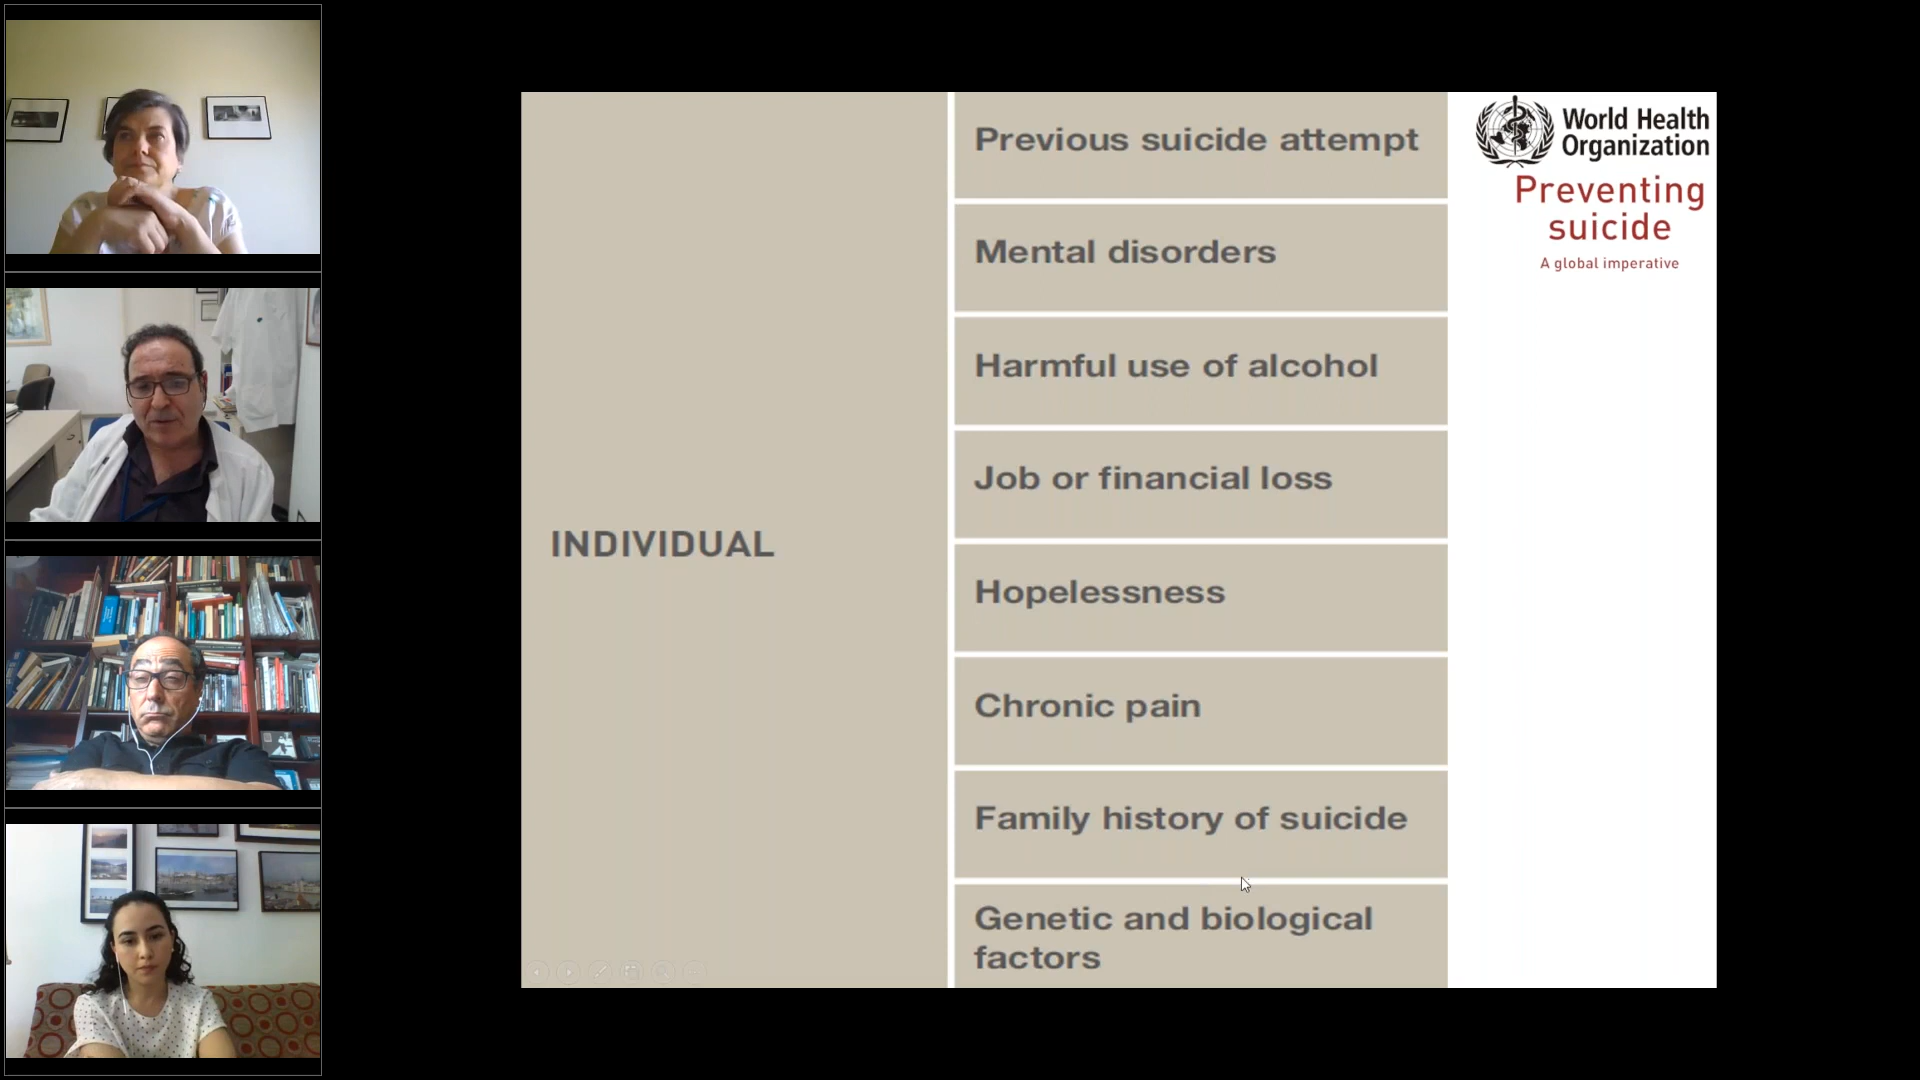 INDIVIDUAL
Previous suicide attempt
Mental disorders
Harmful use of alcohol
Job or financial loss
Hopelessness
Chronic pain
Family history of suicide
Genetic and biological
factors
World Health
Organization
Preventing
suicide
A global imperative